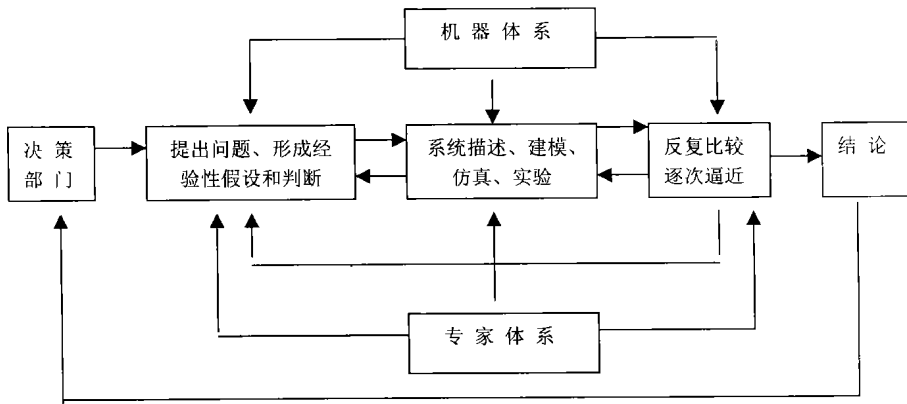 机器体系
决策
部门
提出问题、形成经
验性假设和判断
系统描述、建模、
仿真、实验
反复比较
逐次逼近
结论
专家体系